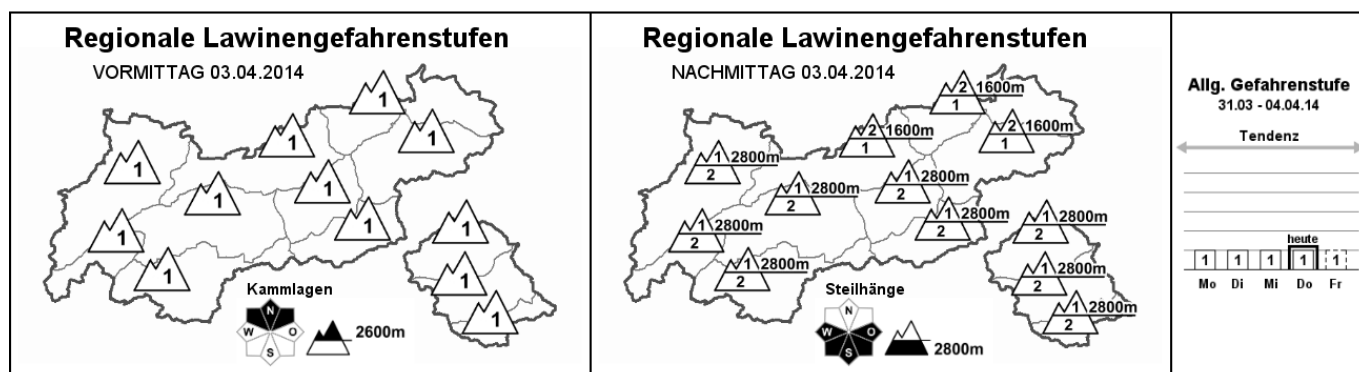 Regionale Lawinengefahrenstufen
VORMITTAG 03.04.2014
1
1
1
1
1
1
1
1
1
1
1
1
Kammlagen
N
W O
S
2600m
Regionale Lawinengefahrenstufen
NACHMITTAG 03.04.2014
2 1600m
1
2 1600m
1
2 1600m
1
1 2800m
2
1 2800m
2
1 2800m
2
1 2800m
2
1 2800m
2
1 2800m
2
1 2800m
2
1 2800m
2
1 2800m
2
Steilhänge
N
W O
S
2800m
Allg. Gefahrenstufe
31.03 - 04.04.14
Tendenz
heute
1 1 1 1 1
Mo Di Mi Do Fr